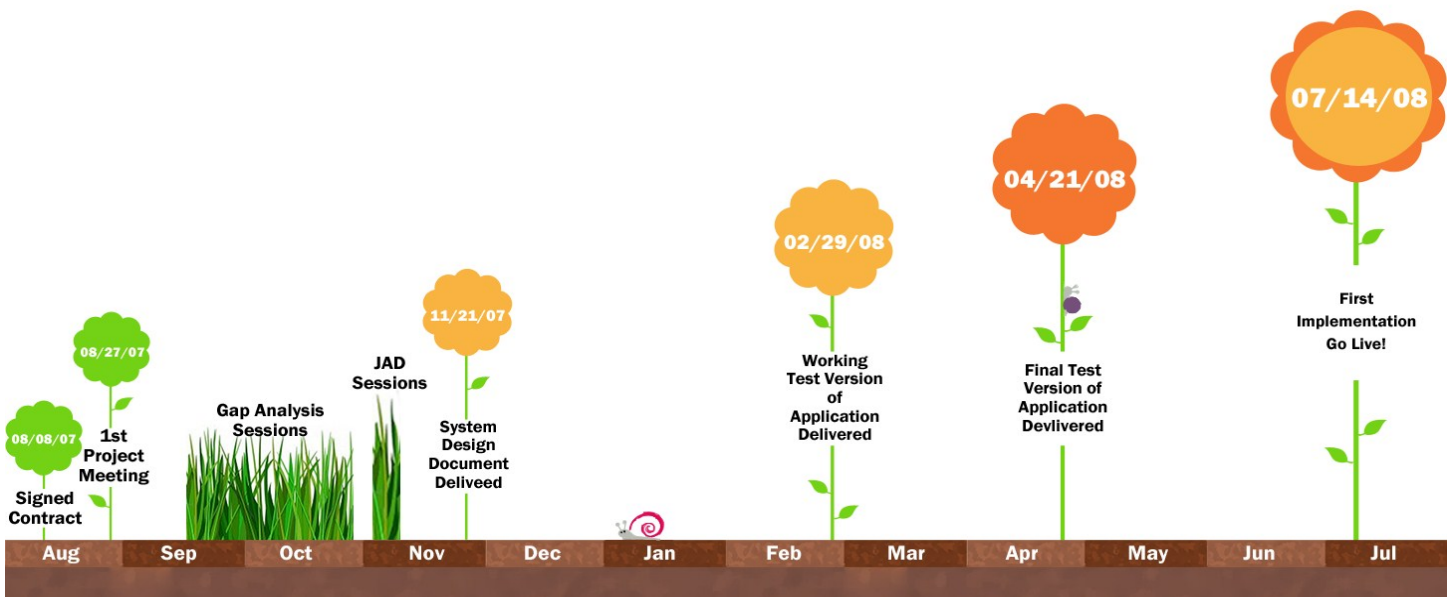 08/08/07
Signed
Contract
08/27/07
1st
Project
Meeting
Gap Analysis
Sessions
JAD
Sessions
11/21/07
System
Design
Document
Deliveed
02/29/08
Working
Test Version
of
Application
Delivered
04/21/08
Final Test
Version of
Application
Devlivered
07/14/08
First
Implementation
Go Live!
Aug Sep Oct Nov Dec Jan Feb Mar Apr May Jun Jul